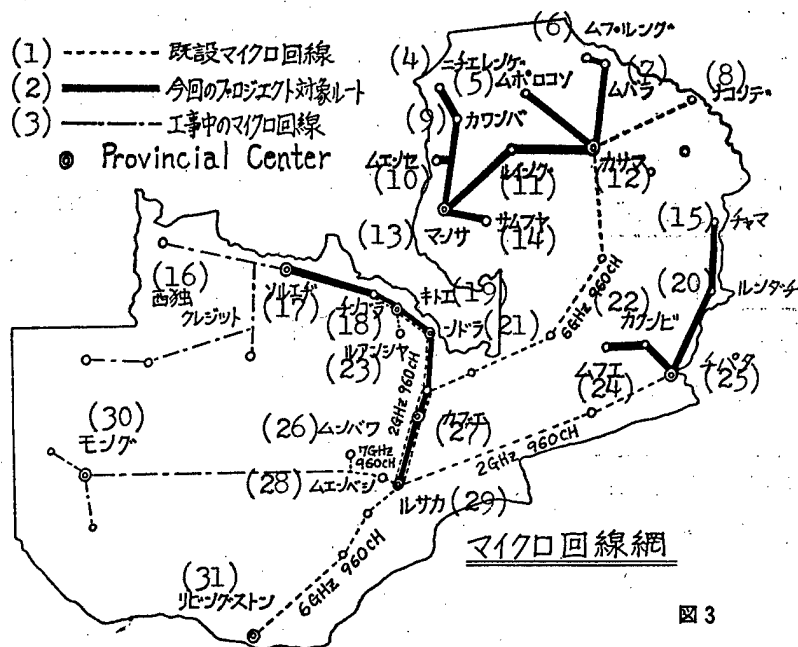 (1) 既設マイクロ回線
(2) 今回のプロジェクト対象ルート
(3) 工事中のマイクロ回線
◎ Provincial Center
(4) ニチエレンゲ
(5) ムポロコソ
(6) ムプルング
(7) ムバラ
(8) ナコンデ
(9) カワンバ
(10) ムエンセ
(11) ルイング
(12) カサマ
(13) マンサ
(14) サムフヤ
(15) チャマ
(16) 西独
クレジット
(17) ソルエヂ
(18) チンゴラ
(19) キトエ
(20) ルンダヂ
(21) ンドラ
(22) カタンビ
(23) ルアンシヤ
(24) ムフエ
(25) チパタ
(26) ムンバワ
(27) カブエ
(28) ムエンベシ
(29) ルサカ
(30) モング
(31) リビングストン
6GHz 960CH
2GHz 960CH
7GHz
960CH
2GHz 960CH
6GHz 960CH
マイクロ回線網
図3